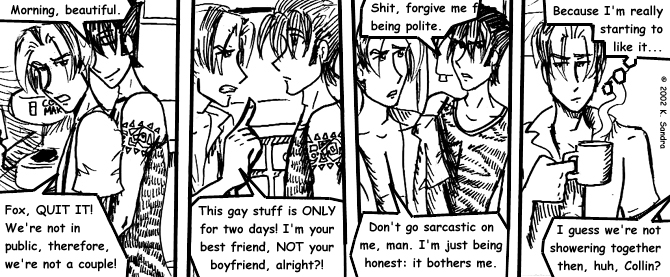 Morning, beautiful.
CO
MA
Fox, QUIT IT!
We're not in
public, therefore,
we're not a couple!
This gay stuff is ONLY
for two days! I'm your
best friend, NOT your
boyfriend, alright?!
Shit, forgive me f
being polite.
Don't go sarcastic on
me, man. I'm just being
honest: it bothers me.
Because I'm really
starting to
like it...
I guess we're not
showering together
then, huh, Collin?
© 2002 K. Sandra